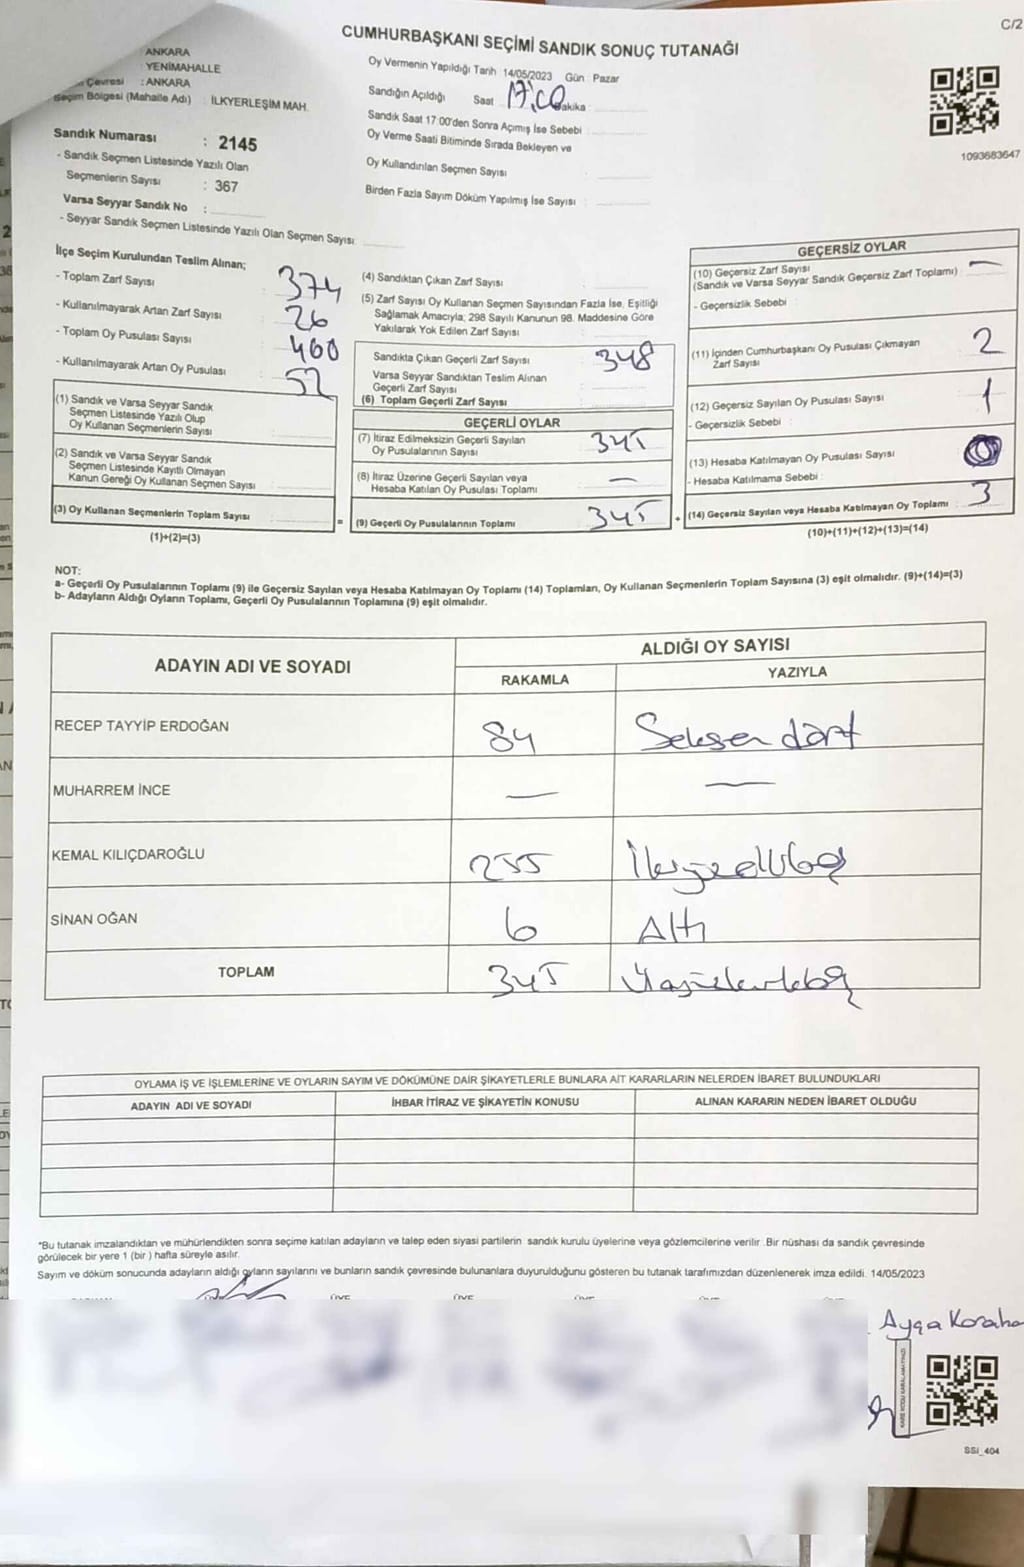 C/2
CUMHURBAŞKANI SEÇİMİ SANDIK SONUÇ TUTANAĞI
ANKARA
: YENİMAHALLE
Çevresi : ANKARA
Seçim Bölgesi (Mahalle Adı) : İLKYERLEŞİM MAH.
Sandık Numarası : 2145
- Sandık Seçmen Listesinde Yazılı Olan
Seçmenlerin Sayısı : 367
Varsa Seyyar Sandık No :
- Seyyar Sandık Seçmen Listesinde Yazılı Olan Seçmen Sayısı:
Oy Vermenin Yapıldığı Tarih : 14/05/2023 Gün : Pazar
Sandığın Açıldığı Saat 17:00 Dakika
Sandık Saat 17 00'den Sonra Açımış İse Sebebi :
Oy Verme Saati Bitiminde Sırada Bekleyen ve
Oy Kullandırılan Seçmen Sayısı :
Birden Fazla Sayım Döküm Yapılmış İse Sayısı :
1093683647
İlçe Seçim Kurulundan Teslim Alınan;
- Toplam Zarf Sayısı : 374
- Kullanılmayarak Artan Zarf Sayısı : 26
- Toplam Oy Pusulası Sayısı : 400
- Kullanılmayarak Artan Oy Pusulası : 52
(1) Sandık ve Varsa Seyyar Sandık
Seçmen Listesinde Yazılı Olup
Oy Kullanan Seçmenlerin Sayısı :
(2) Sandık ve Varsa Seyyar Sandık
Seçmen Listesinde Kayıtlı Olmayan
Kanun Gereği Oy Kullanan Seçmen Sayısı :
(3) Oy Kullanan Seçmenlerin Toplam Sayısı :
(1)+(2)=(3)
(4) Sandıktan Çıkan Zarf Sayısı :
(5) Zarf Sayısı Oy Kullanan Seçmen Sayısından Fazla İse, Eşitliği
Sağlamak Amacıyla; 298 Sayılı Kanunun 98. Maddesine Göre
Yakılarak Yok Edilen Zarf Sayısı :
Sandıkta Çıkan Geçerli Zarf Sayısı : 348
Varsa Seyyar Sandıktan Teslim Alınan
Geçerli Zarf Sayısı :
(6) Toplam Geçerli Zarf Sayısı :
GEÇERLİ OYLAR
(7) İtiraz Edilmeksizin Geçerli Sayılan
Oy Pusulalarının Sayısı : 345
(8) İtiraz Üzerine Geçerli Sayılan veya
Hesaba Katılan Oy Pusulası Toplamı : —
= (9) Geçerli Oy Pusulalarının Toplamı : 345 +
GEÇERSİZ OYLAR
(10) Geçersiz Zarf Sayısı
(Sandık ve Varsa Seyyar Sandık Geçersiz Zarf Toplamı) : —
- Geçersizlik Sebebi :
(11) İçinden Cumhurbaşkanı Oy Pusulası Çıkmayan
Zarf Sayısı : 2
(12) Geçersiz Sayılan Oy Pusulası Sayısı : 1
- Geçersizlik Sebebi :
(13) Hesaba Katılmayan Oy Pusulası Sayısı : 0
- Hesaba Katılmama Sebebi :
(14) Geçersiz Sayılan veya Hesaba Katılmayan Oy Toplamı : 3
(10)+(11)+(12)+(13)=(14)
NOT:
a- Geçerli Oy Pusulalarının Toplamı (9) ile Geçersiz Sayılan veya Hesaba Katılmayan Oy Toplamı (14) Toplamları, Oy Kullanan Seçmenlerin Toplam Sayısına (3) eşit olmalıdır. (9)+(14)=(3)
b- Adayların Aldığı Oyların Toplamı, Geçerli Oy Pusulalarının Toplamına (9) eşit olmalıdır.
ADAYIN ADI VE SOYADI ALDIĞI OY SAYISI
RAKAMLA YAZIYLA
RECEP TAYYİP ERDOĞAN 84 Seksen dört
MUHARREM İNCE — —
KEMAL KILIÇDAROĞLU 255 İkiyüzellibeş
SİNAN OĞAN 6 Altı
TOPLAM 345 Üçyüzkırkbeş
OYLAMA İŞ VE İŞLEMLERİNE VE OYLARIN SAYIM VE DÖKÜMÜNE DAİR ŞİKAYETLERLE BUNLARA AİT KARARLARIN NELERDEN İBARET BULUNDUKLARI
ADAYIN ADI VE SOYADI İHBAR İTİRAZ VE ŞİKAYETİN KONUSU ALINAN KARARIN NEDEN İBARET OLDUĞU
*Bu tutanak imzalandıktan ve mühürlendikten sonra seçime katılan adayların ve talep eden siyasi partilerin sandık kurulu üyelerine veya gözlemcilerine verilir. Bir nüshası da sandık çevresinde
görülecek bir yere 1 (bir ) hafta süreyle asılır.
Sayım ve döküm sonucunda adayların aldığı oyların sayılarını ve bunların sandık çevresinde bulunanlara duyurulduğunu gösteren bu tutanak tarafımızdan düzenlenerek imza edildi. 14/05/2023
ÜYE ÜYE ÜYE ÜYE ÜYE
KARE KODU KARALAMAYINIZ!
SSİ_404